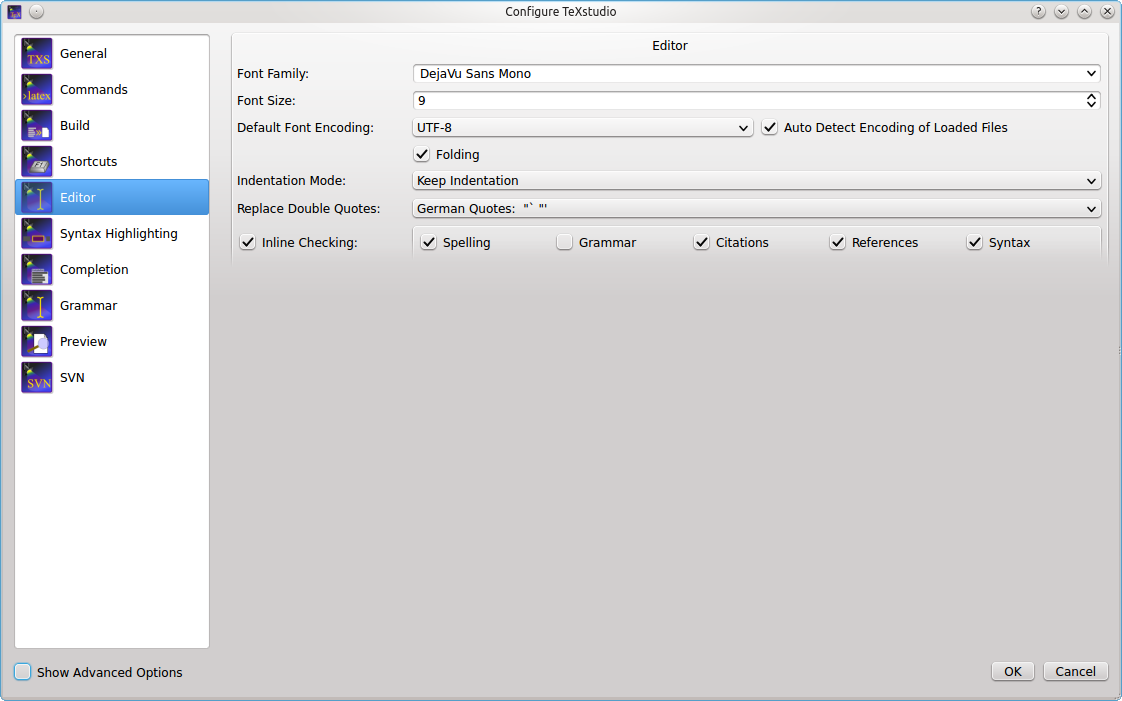 Configure TeXstudio
TXS General
>latex Commands
Build
Shortcuts
Editor
Syntax Highlighting
Completion
Grammar
Preview
SVN SVN
Show Advanced Options
Editor
Font Family: DejaVu Sans Mono
Font Size: 9
Default Font Encoding: UTF-8 Auto Detect Encoding of Loaded Files
Folding
Indentation Mode: Keep Indentation
Replace Double Quotes: German Quotes: "` "'
Inline Checking: Spelling Grammar Citations References Syntax
OK Cancel